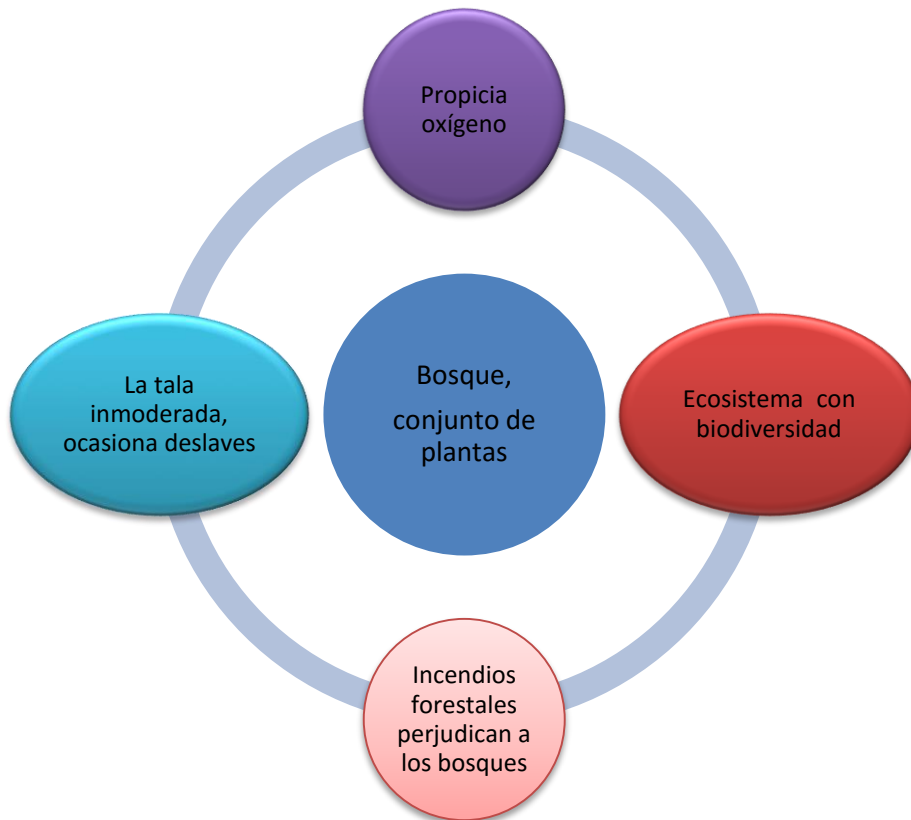 Propicia
oxígeno
La tala
inmoderada,
ocasiona deslaves
Bosque,
conjunto de
plantas
Ecosistema con
biodiversidad
Incendios
forestales
perjudican a
los bosques